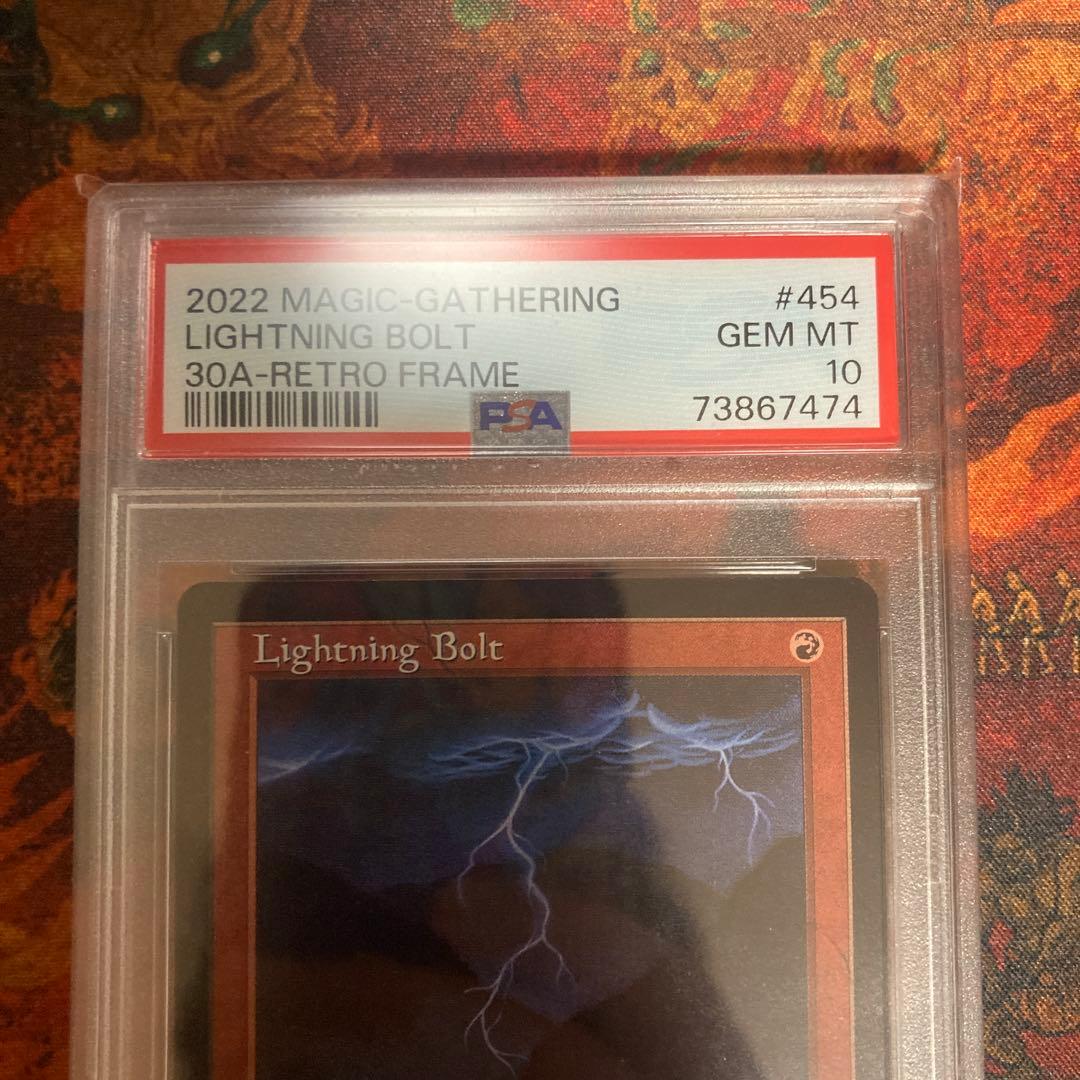 2022 MAGIC-GATHERING #454
LIGHTNING BOLT GEM MT
30A-RETRO FRAME 10
PSA 73867474
Lightning Bolt